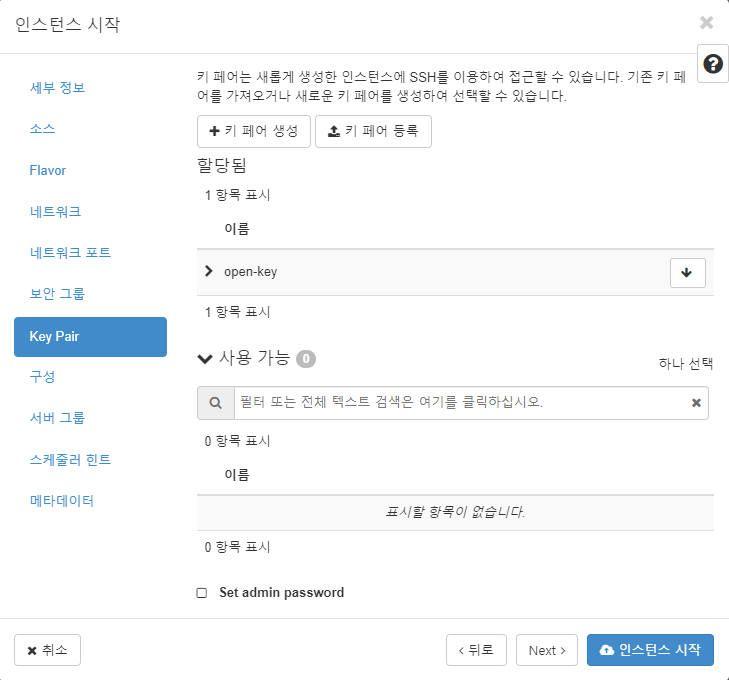 인스턴스 시작
세부 정보
소스
Flavor
네트워크
네트워크 포트
보안 그룹
Key Pair
구성
서버 그룹
스케줄러 힌트
메타데이터
키 페어는 새롭게 생성한 인스턴스에 SSH를 이용하여 접근할 수 있습니다. 기존 키 페
어를 가져오거나 새로운 키 페어를 생성하여 선택할 수 있습니다.
키 페어 생성 키 페어 등록
할당됨
1 항목 표시
이름
open-key
1 항목 표시
사용 가능 0 하나 선택
필터 또는 전체 텍스트 검색은 여기를 클릭하십시오.
0 항목 표시
이름
표시할 항목이 없습니다.
0 항목 표시
Set admin password
취소 뒤로 Next 인스턴스 시작